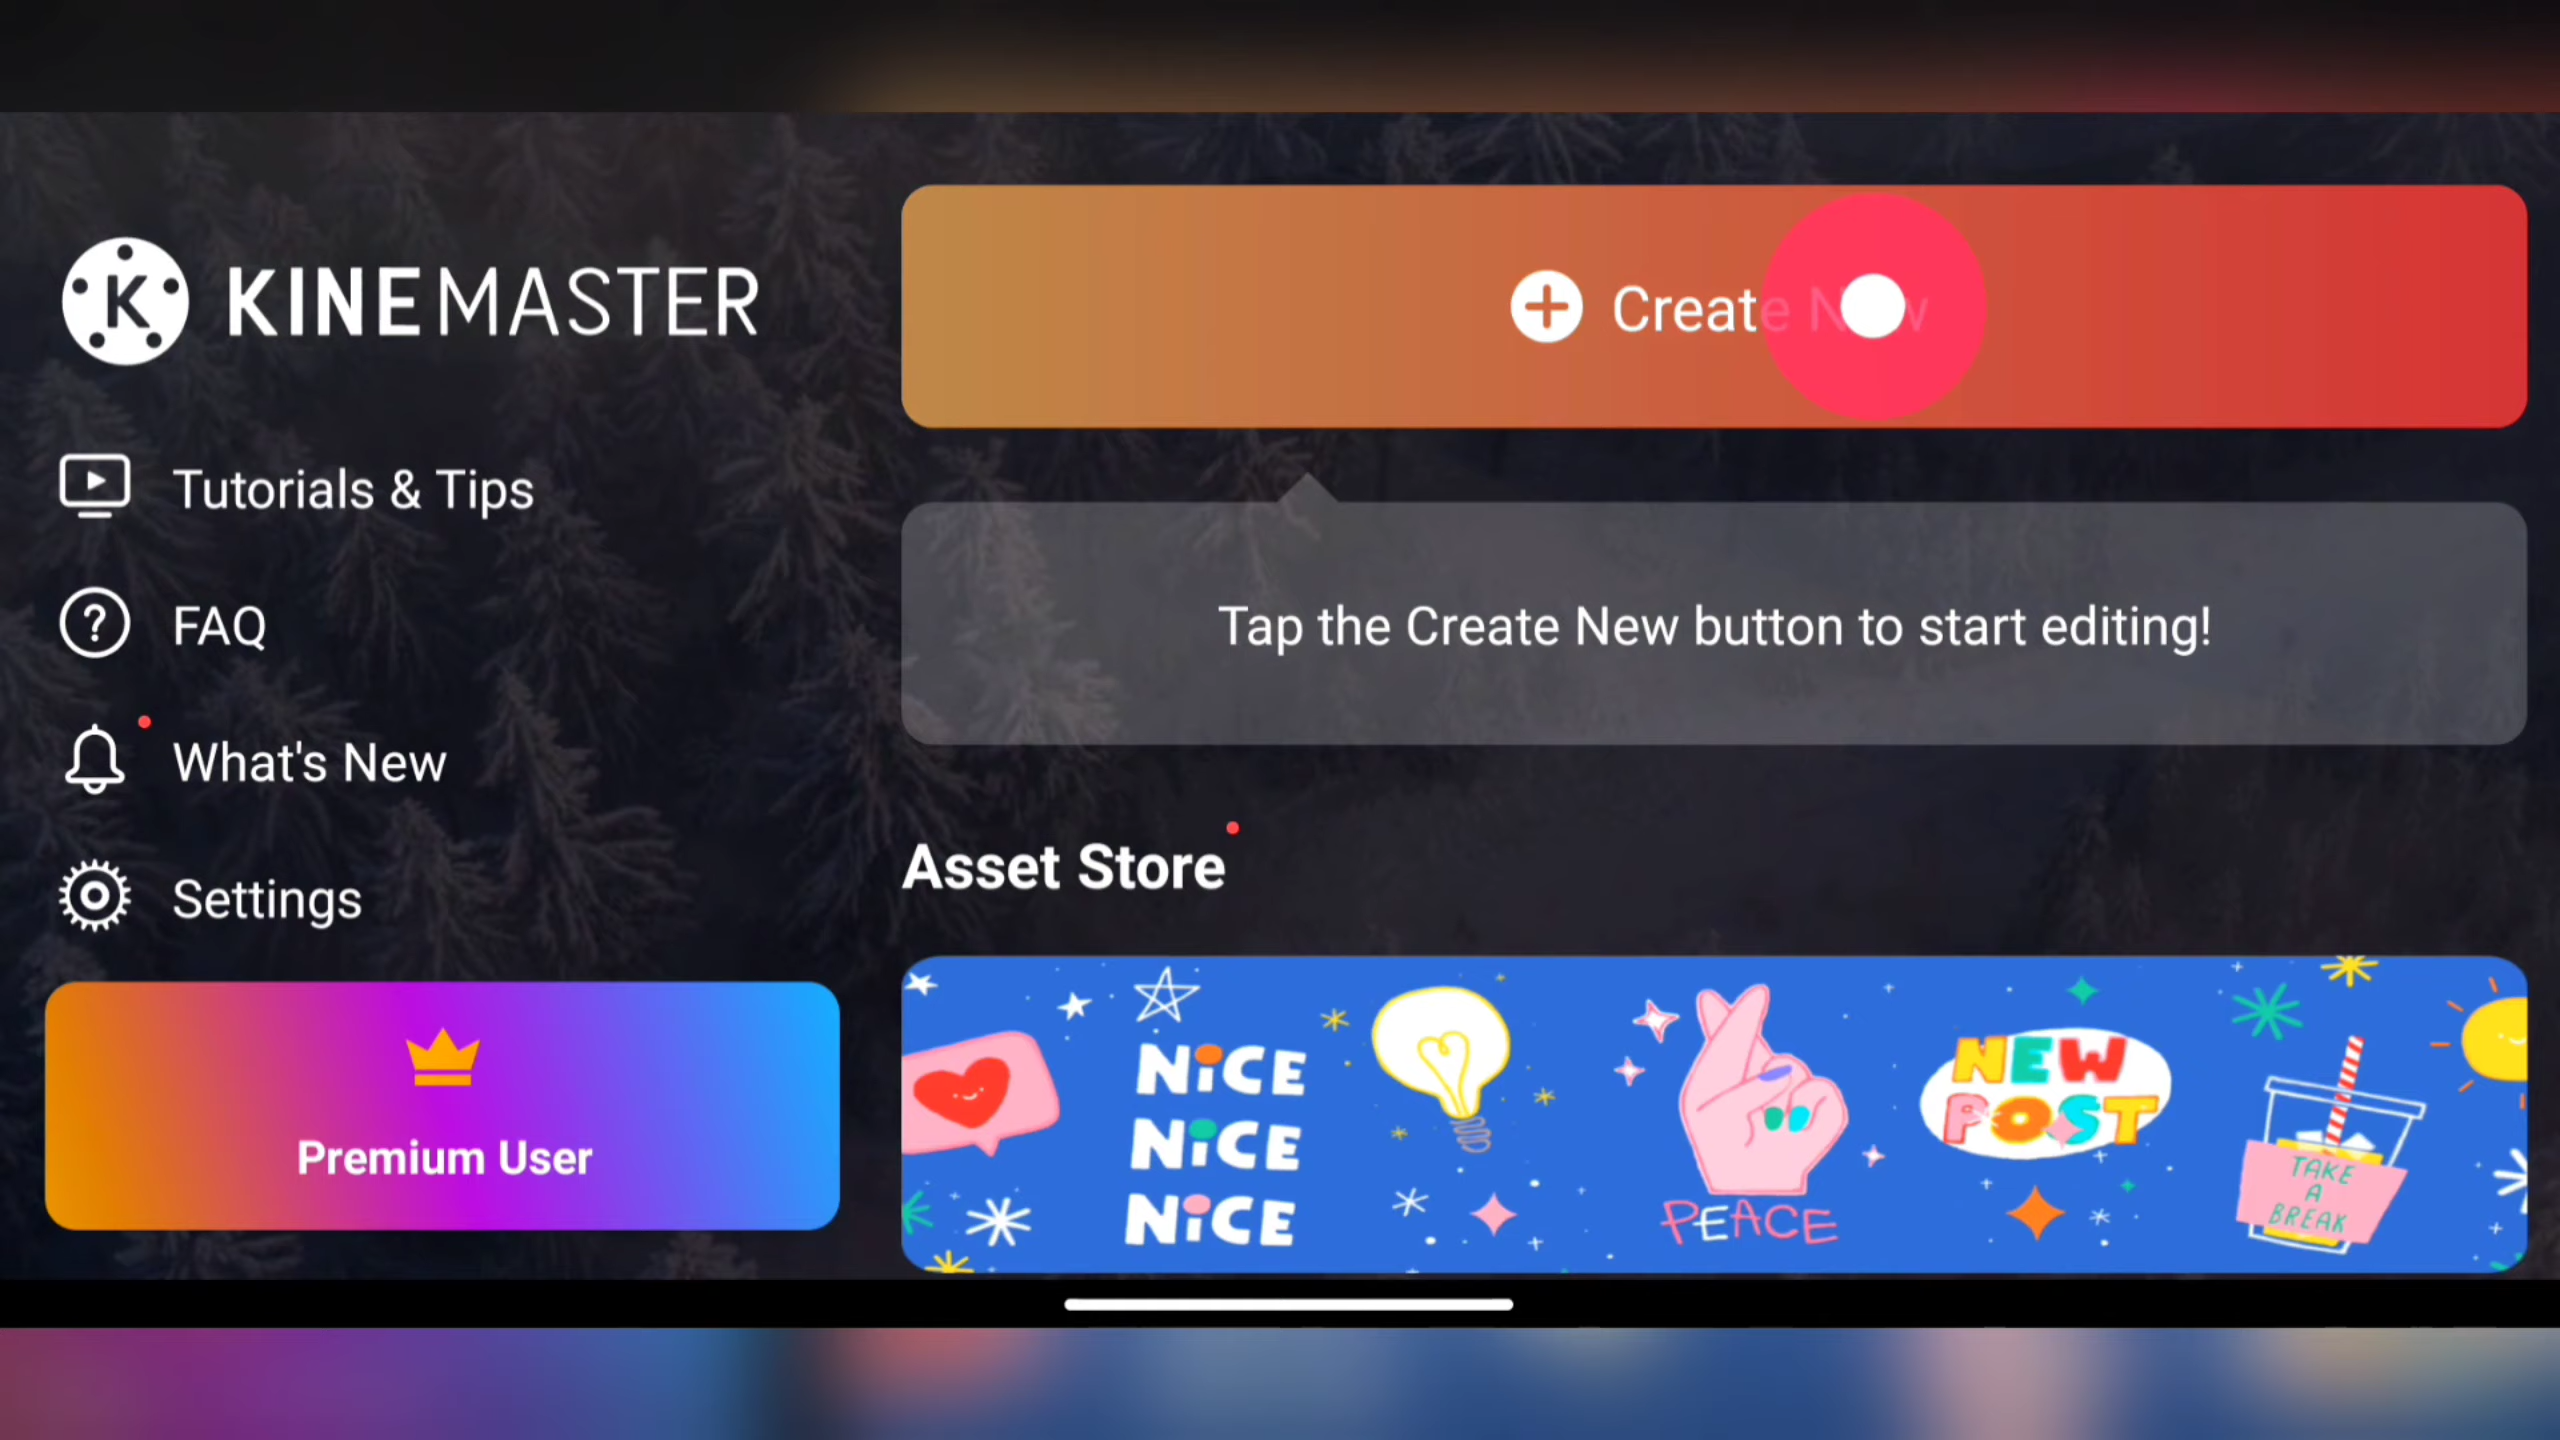 KINEMASTER
Tutorials & Tips
FAQ
What's New
Settings
Premium User
Create New
Tap the Create New button to start editing!
Asset Store
NiCE
NiCE
NiCE
PEACE
NEW
POST
TAKE
A
BREAK